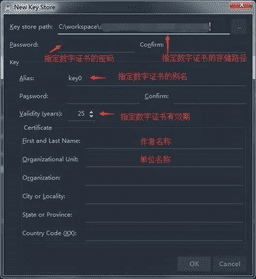 New Key Store
Key store path: C:\workspace\
Password: Confirm:
指定数字证书的密码 指定数字证书的存储路径
Key
Alias: key0 指定数字证书的别名
Password: Confirm:
Validity (years): 25 指定数字证书有效期
Certificate
First and Last Name: 作者名称
Organizational Unit: 单位名称
Organization:
City or Locality:
State or Province:
Country Code (XX):
OK Cancel